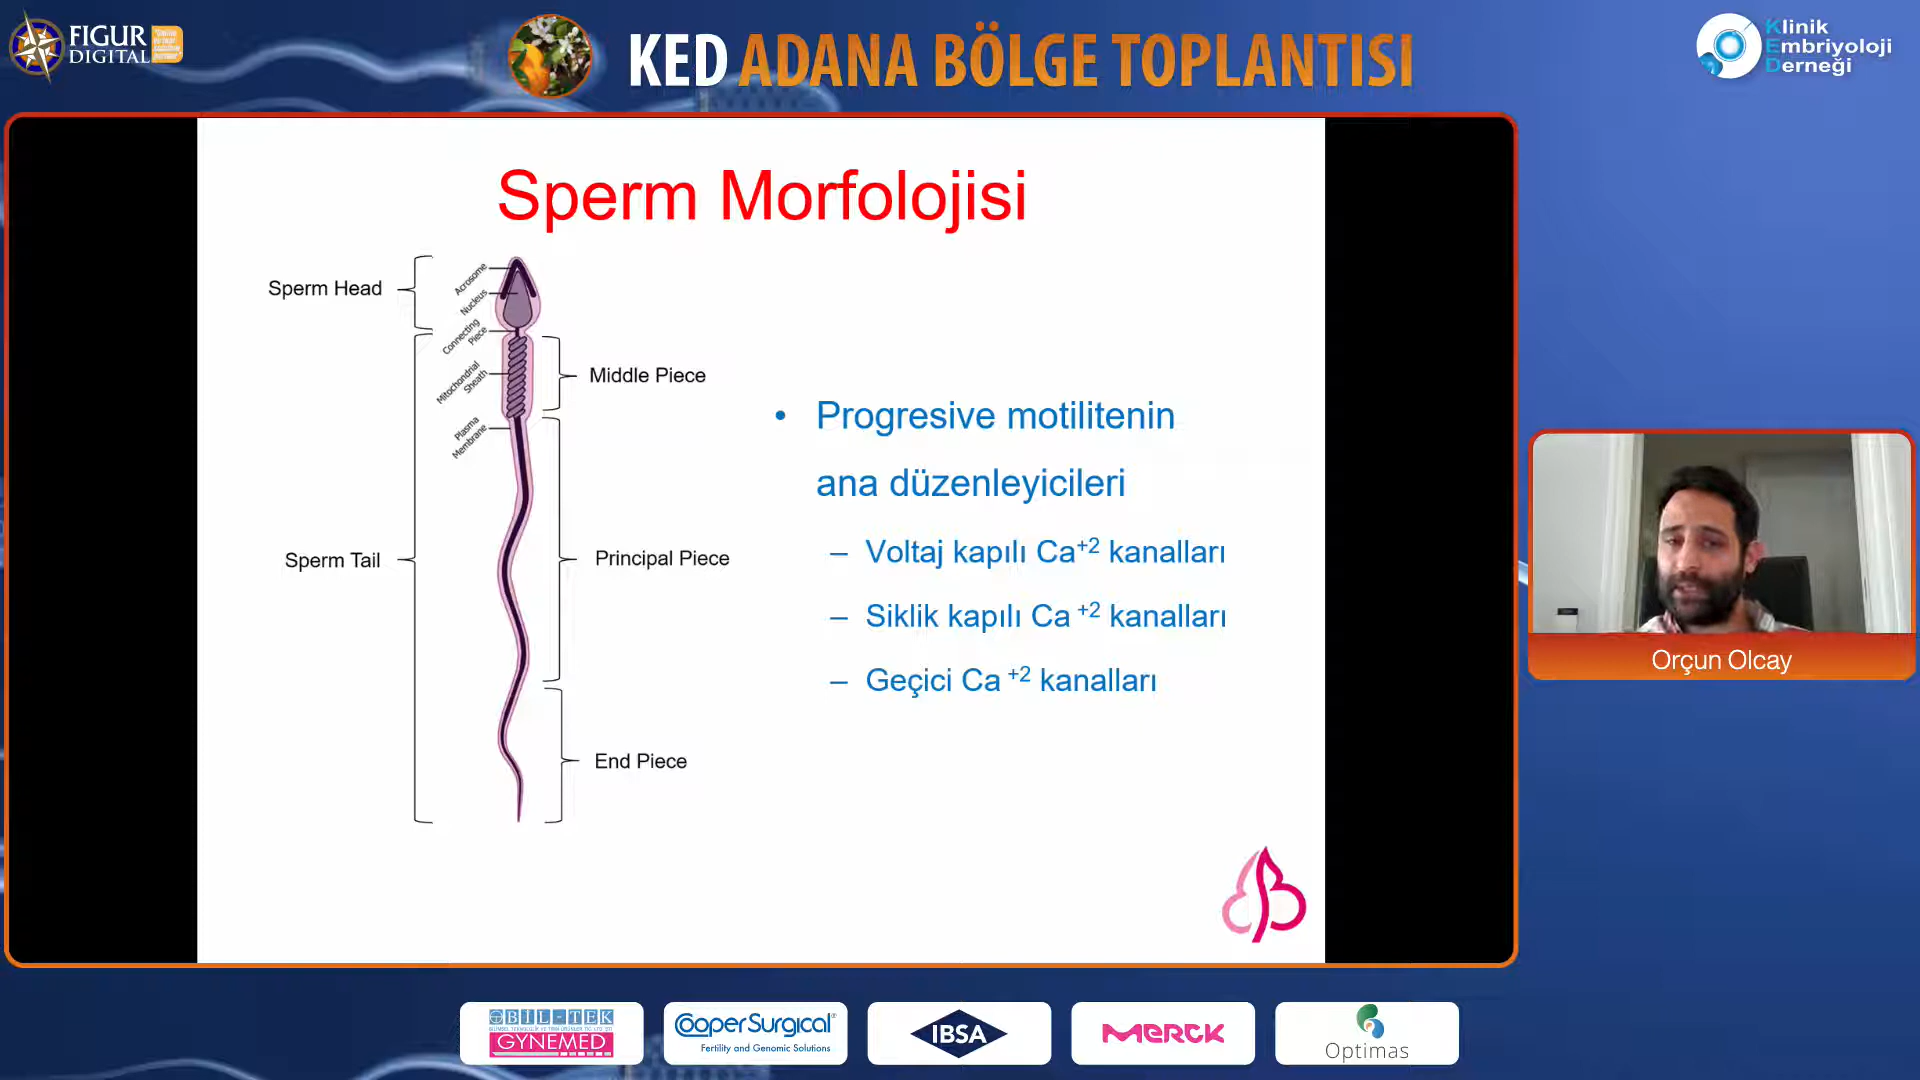 FIGUR
DIGITAL
KED ADANA BÖLGE TOPLANTISI
Klinik
Embriyoloji
Derneği
Sperm Morfolojisi
Sperm Head
Acrosome
Nucleus
Connecting
Piece
Mitochondrial
Sheath
Plasma
Membrane
Middle Piece
Sperm Tail
Principal Piece
End Piece
• Progresive motilitenin
ana düzenleyicileri
– Voltaj kapılı Ca+2 kanalları
– Siklik kapılı Ca +2 kanalları
– Geçici Ca +2 kanalları
Orçun Olcay
BİL-TEK
GYNEMED
CooperSurgical
Fertility and Genomic Solutions
IBSA
MERCK
Optimas